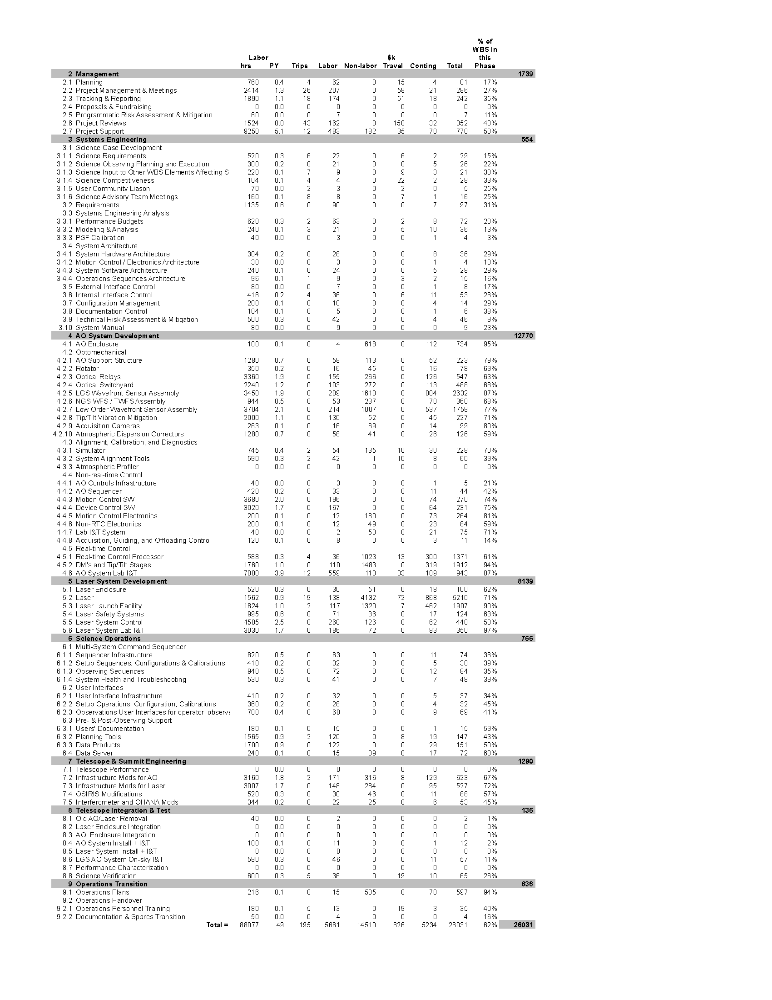 % of
WBS in
Labor $k this
hrs PY Trips Labor Non-labor Travel Conting Total Phase
2 Management 1739
2.1 Planning 760 0.4 4 62 0 15 4 81 17%
2.2 Project Management & Meetings 2414 1.3 26 207 0 58 21 286 27%
2.3 Tracking & Reporting 1890 1.1 18 174 0 51 18 242 35%
2.4 Proposals & Fundraising 0 0.0 0 0 0 0 0 0 0%
2.5 Programmatic Risk Assessment & Mitigation 60 0.0 0 7 0 0 0 7 11%
2.6 Project Reviews 1524 0.8 43 162 0 158 32 352 43%
2.7 Project Support 9250 5.1 12 483 182 35 70 770 50%
3 Systems Engineering 554
3.1 Science Case Development
3.1.1 Science Requirements 520 0.3 6 22 0 6 2 29 15%
3.1.2 Science Observing Planning and Execution 300 0.2 0 21 0 0 5 26 22%
3.1.3 Science Input to Other WBS Elements Affecting S 220 0.1 7 9 0 9 3 21 30%
3.1.4 Science Competitiveness 104 0.1 4 4 0 22 2 28 33%
3.1.5 User Community Liason 70 0.0 2 3 0 2 0 5 25%
3.1.6 Science Advisory Team Meetings 160 0.1 8 8 0 7 1 16 25%
3.2 Requirements 1135 0.6 0 90 0 0 7 97 31%
3.3 Systems Engineering Analysis
3.3.1 Performance Budgets 620 0.3 2 63 0 2 8 72 20%
3.3.2 Modeling & Analysis 240 0.1 3 21 0 5 10 36 13%
3.3.3 PSF Calibration 40 0.0 0 3 0 0 1 4 3%
3.4 System Architecture
3.4.1 System Hardware Architecture 304 0.2 0 28 0 0 8 36 29%
3.4.2 Motion Control / Electronics Architecture 30 0.0 0 3 0 0 1 4 10%
3.4.3 System Software Architecture 240 0.1 0 24 0 0 5 29 29%
3.4.4 Operations Sequences Architecture 96 0.1 1 9 0 3 2 15 16%
3.5 External Interface Control 80 0.0 0 7 0 0 1 8 17%
3.6 Internal Interface Control 416 0.2 4 36 0 6 11 53 26%
3.7 Configuration Management 208 0.1 0 10 0 0 4 14 29%
3.8 Documentation Control 104 0.1 0 5 0 0 1 6 38%
3.9 Technical Risk Assessment & Mitigation 500 0.3 0 42 0 0 4 46 9%
3.10 System Manual 80 0.0 0 9 0 0 0 9 23%
4 AO System Development 12770
4.1 AO Enclosure 100 0.1 0 4 618 0 112 734 95%
4.2 Optomechanical
4.2.1 AO Support Structure 1280 0.7 0 58 113 0 52 223 79%
4.2.2 Rotator 350 0.2 0 16 45 0 16 78 69%
4.2.3 Optical Relays 3360 1.9 0 155 266 0 126 547 63%
4.2.4 Optical Switchyard 2240 1.2 0 103 272 0 113 488 68%
4.2.5 LGS Wavefront Sensor Assembly 3450 1.9 0 209 1618 0 804 2632 87%
4.2.6 NGS WFS / TWFS Assembly 944 0.5 0 53 237 0 70 360 68%
4.2.7 Low Order Wavefront Sensor Assembly 3704 2.1 0 214 1007 0 537 1759 77%
4.2.8 Tip/Tilt Vibration Mitigation 2000 1.1 0 130 52 0 45 227 71%
4.2.9 Acquisition Cameras 263 0.1 0 16 69 0 14 99 80%
4.2.10 Atmospheric Dispersion Correctors 1280 0.7 0 58 41 0 26 126 59%
4.3 Alignment, Calibration, and Diagnostics
4.3.1 Simulator 745 0.4 2 54 135 10 30 228 70%
4.3.2 System Alignment Tools 590 0.3 2 42 1 10 8 60 39%
4.3.3 Atmospheric Profiler 0 0.0 0 0 0 0 0 0 0%
4.4 Non-real-time Control
4.4.1 AO Controls Infrastructure 40 0.0 0 3 0 0 1 5 21%
4.4.2 AO Sequencer 420 0.2 0 33 0 0 11 44 42%
4.4.3 Motion Control SW 3680 2.0 0 196 0 0 74 270 74%
4.4.4 Device Control SW 3020 1.7 0 167 0 0 64 231 75%
4.4.5 Motion Control Electronics 200 0.1 0 12 180 0 73 264 81%
4.4.6 Non-RTC Electronics 200 0.1 0 12 49 0 23 84 59%
4.4.7 Lab I&T System 40 0.0 0 2 53 0 21 75 71%
4.4.8 Acquisition, Guiding, and Offloading Control 120 0.1 0 8 0 0 3 11 14%
4.5 Real-time Control
4.5.1 Real-time Control Processor 588 0.3 4 36 1023 13 300 1371 61%
4.5.2 DM's and Tip/Tilt Stages 1760 1.0 0 110 1483 0 319 1912 94%
4.6 AO System Lab I&T 7000 3.9 12 559 113 83 189 943 87%
5 Laser System Development 8139
5.1 Laser Enclosure 520 0.3 0 30 51 0 18 100 62%
5.2 Laser 1562 0.9 19 138 4132 72 868 5210 71%
5.3 Laser Launch Facility 1824 1.0 2 117 1320 7 462 1907 90%
5.4 Laser Safety Systems 995 0.6 0 71 36 0 17 124 63%
5.5 Laser System Control 4585 2.5 0 260 126 0 62 448 58%
5.6 Laser System Lab I&T 3030 1.7 0 186 72 0 93 350 97%
6 Science Operations 766
6.1 Multi-System Command Sequencer
6.1.1 Sequencer Infrastructure 820 0.5 0 63 0 0 11 74 36%
6.1.2 Setup Sequences: Configurations & Calibrations 410 0.2 0 32 0 0 5 38 39%
6.1.3 Observing Sequences 940 0.5 0 72 0 0 12 84 35%
6.1.4 System Health and Troubleshooting 530 0.3 0 41 0 0 7 48 39%
6.2 User Interfaces
6.2.1 User Interface Infrastructure 410 0.2 0 32 0 0 5 37 34%
6.2.2 Setup Operations: Configuration, Calibrations 360 0.2 0 28 0 0 4 32 45%
6.2.3 Observations User Interfaces for operator, observe 780 0.4 0 60 0 0 9 69 41%
6.3 Pre- & Post-Observing Support
6.3.1 Users' Documentation 180 0.1 0 15 0 0 1 15 59%
6.3.2 Planning Tools 1565 0.9 2 120 0 8 19 147 43%
6.3.3 Data Products 1700 0.9 0 122 0 0 29 151 50%
6.4 Data Server 240 0.1 0 15 39 0 17 72 60%
7 Telescope & Summit Engineering 1290
7.1 Telescope Performance 0 0.0 0 0 0 0 0 0 0%
7.2 Infrastructure Mods for AO 3160 1.8 2 171 316 8 129 623 67%
7.3 Infrastructure Mods for Laser 3007 1.7 0 148 284 0 95 527 72%
7.4 OSIRIS Modifications 520 0.3 0 30 46 0 11 88 57%
7.5 Interferometer and OHANA Mods 344 0.2 0 22 25 0 6 53 45%
8 Telescope Integration & Test 136
8.1 Old AO/Laser Removal 40 0.0 0 2 0 0 0 2 1%
8.2 Laser Enclosure Integration 0 0.0 0 0 0 0 0 0 0%
8.3 AO Enclosure Integration 0 0.0 0 0 0 0 0 0 0%
8.4 AO System Install + I&T 180 0.1 0 11 0 0 1 12 2%
8.5 Laser System Install + I&T 0 0.0 0 0 0 0 0 0 0%
8.6 LGS AO System On-sky I&T 590 0.3 0 46 0 0 11 57 11%
8.7 Performance Characterization 0 0.0 0 0 0 0 0 0 0%
8.8 Science Verification 600 0.3 5 36 0 19 10 65 26%
9 Operations Transition 636
9.1 Operations Plans 216 0.1 0 15 505 0 78 597 94%
9.2 Operations Handover
9.2.1 Operations Personnel Training 180 0.1 5 13 0 19 3 35 40%
9.2.2 Documentation & Spares Transition 50 0.0 0 4 0 0 0 4 16%
Total = 88077 49 195 5661 14510 626 5234 26031 62% 26031